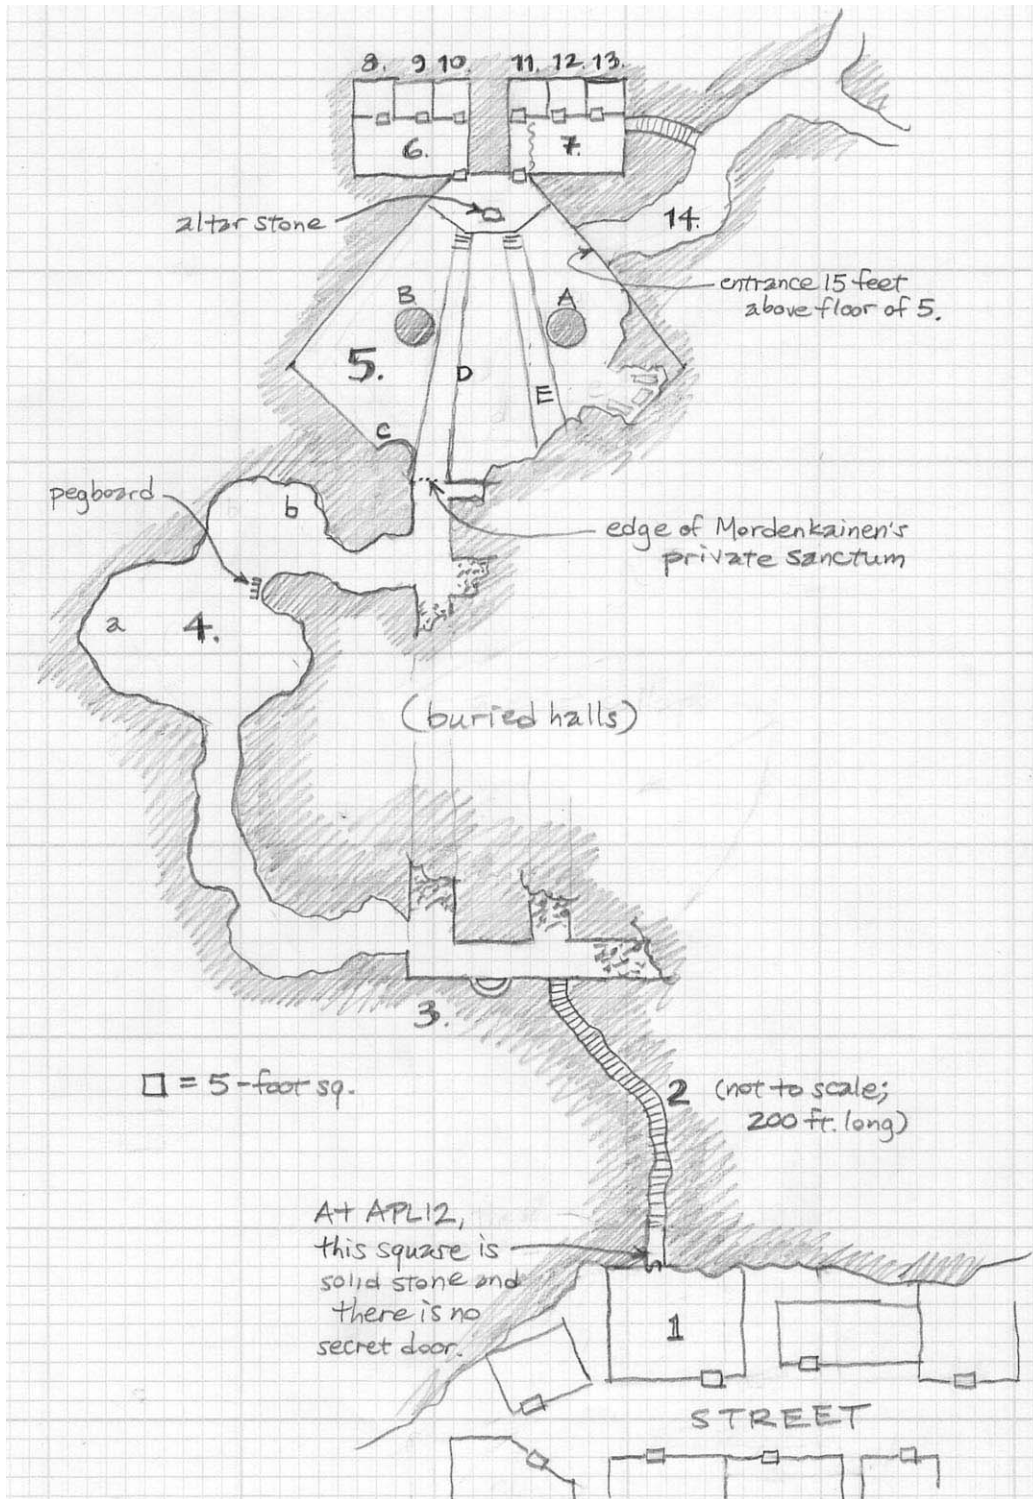 8. 9 10. 11. 12. 13.
6. 7.
altar stone
14.
entrance 15 feet
above floor of 5.
B A
5. D E
C
pegboard
b
edge of Mordenkainen's
private sanctum
a 4.
(buried halls)
3.
□ = 5-foot sq.
2 (not to scale;
200 ft. long)
At APL12,
this square is
solid stone and
there is no
secret door.
S
1
STREET